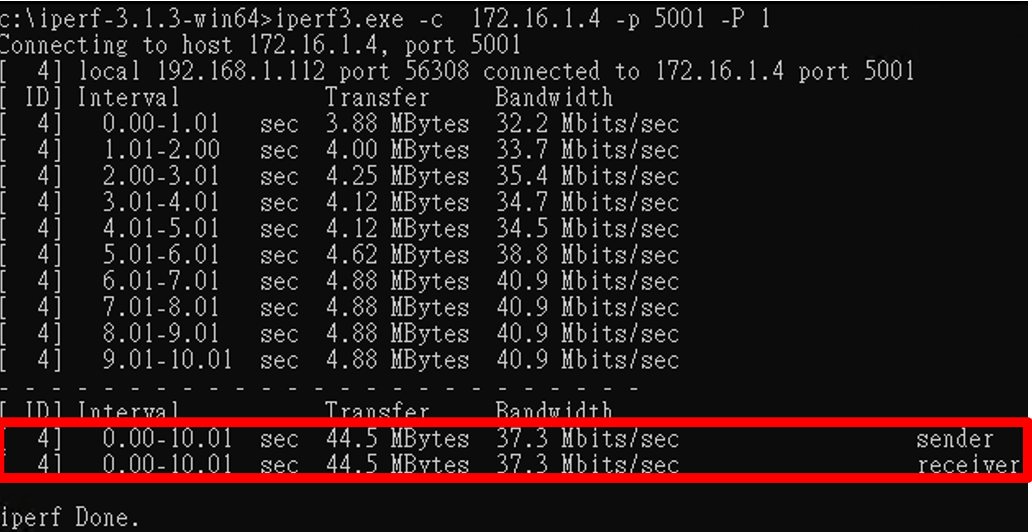 c:\iperf-3.1.3-win64>iperf3.exe -c  172.16.1.4 -p 5001 -P 1
Connecting to host 172.16.1.4, port 5001
[  4] local 192.168.1.112 port 56308 connected to 172.16.1.4 port 5001
[ ID] Interval           Transfer     Bandwidth
[  4]   0.00-1.01   sec  3.88 MBytes  32.2 Mbits/sec
[  4]   1.01-2.00   sec  4.00 MBytes  33.7 Mbits/sec
[  4]   2.00-3.01   sec  4.25 MBytes  35.4 Mbits/sec
[  4]   3.01-4.01   sec  4.12 MBytes  34.7 Mbits/sec
[  4]   4.01-5.01   sec  4.12 MBytes  34.5 Mbits/sec
[  4]   5.01-6.01   sec  4.62 MBytes  38.8 Mbits/sec
[  4]   6.01-7.01   sec  4.88 MBytes  40.9 Mbits/sec
[  4]   7.01-8.01   sec  4.88 MBytes  40.9 Mbits/sec
[  4]   8.01-9.01   sec  4.88 MBytes  40.9 Mbits/sec
[  4]   9.01-10.01  sec  4.88 MBytes  40.9 Mbits/sec
- - - - - - - - - - - - - - - - - - - - - - - - -
[ ID] Interval           Transfer     Bandwidth
[  4]   0.00-10.01  sec  44.5 MBytes  37.3 Mbits/sec                  sender
[  4]   0.00-10.01  sec  44.5 MBytes  37.3 Mbits/sec                  receiver
iperf Done.